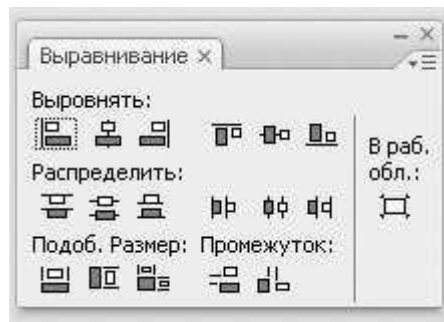 Выравнивание ×
Выровнять:
В раб.
обл.:
Распределить:
Подоб. Размер: Промежуток: